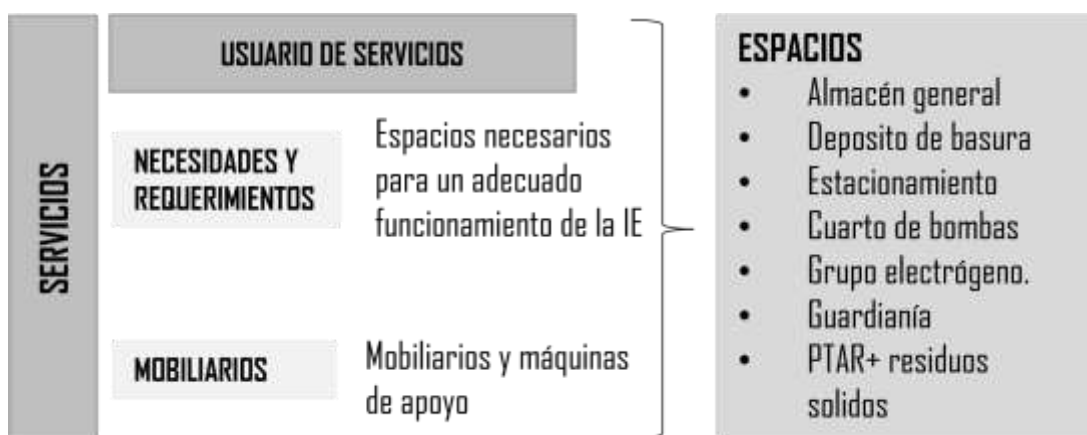 SERVICIOS
USUARIO DE SERVICIOS
NECESIDADES Y
REQUERIMIENTOS
Espacios necesarios
para un adecuado
funcionamiento de la IE
MOBILIARIOS
Mobiliarios y máquinas
de apoyo
ESPACIOS
• Almacén general
• Deposito de basura
• Estacionamiento
• Cuarto de bombas
• Grupo electrógeno.
• Guardianía
• PTAR+ residuos
solidos